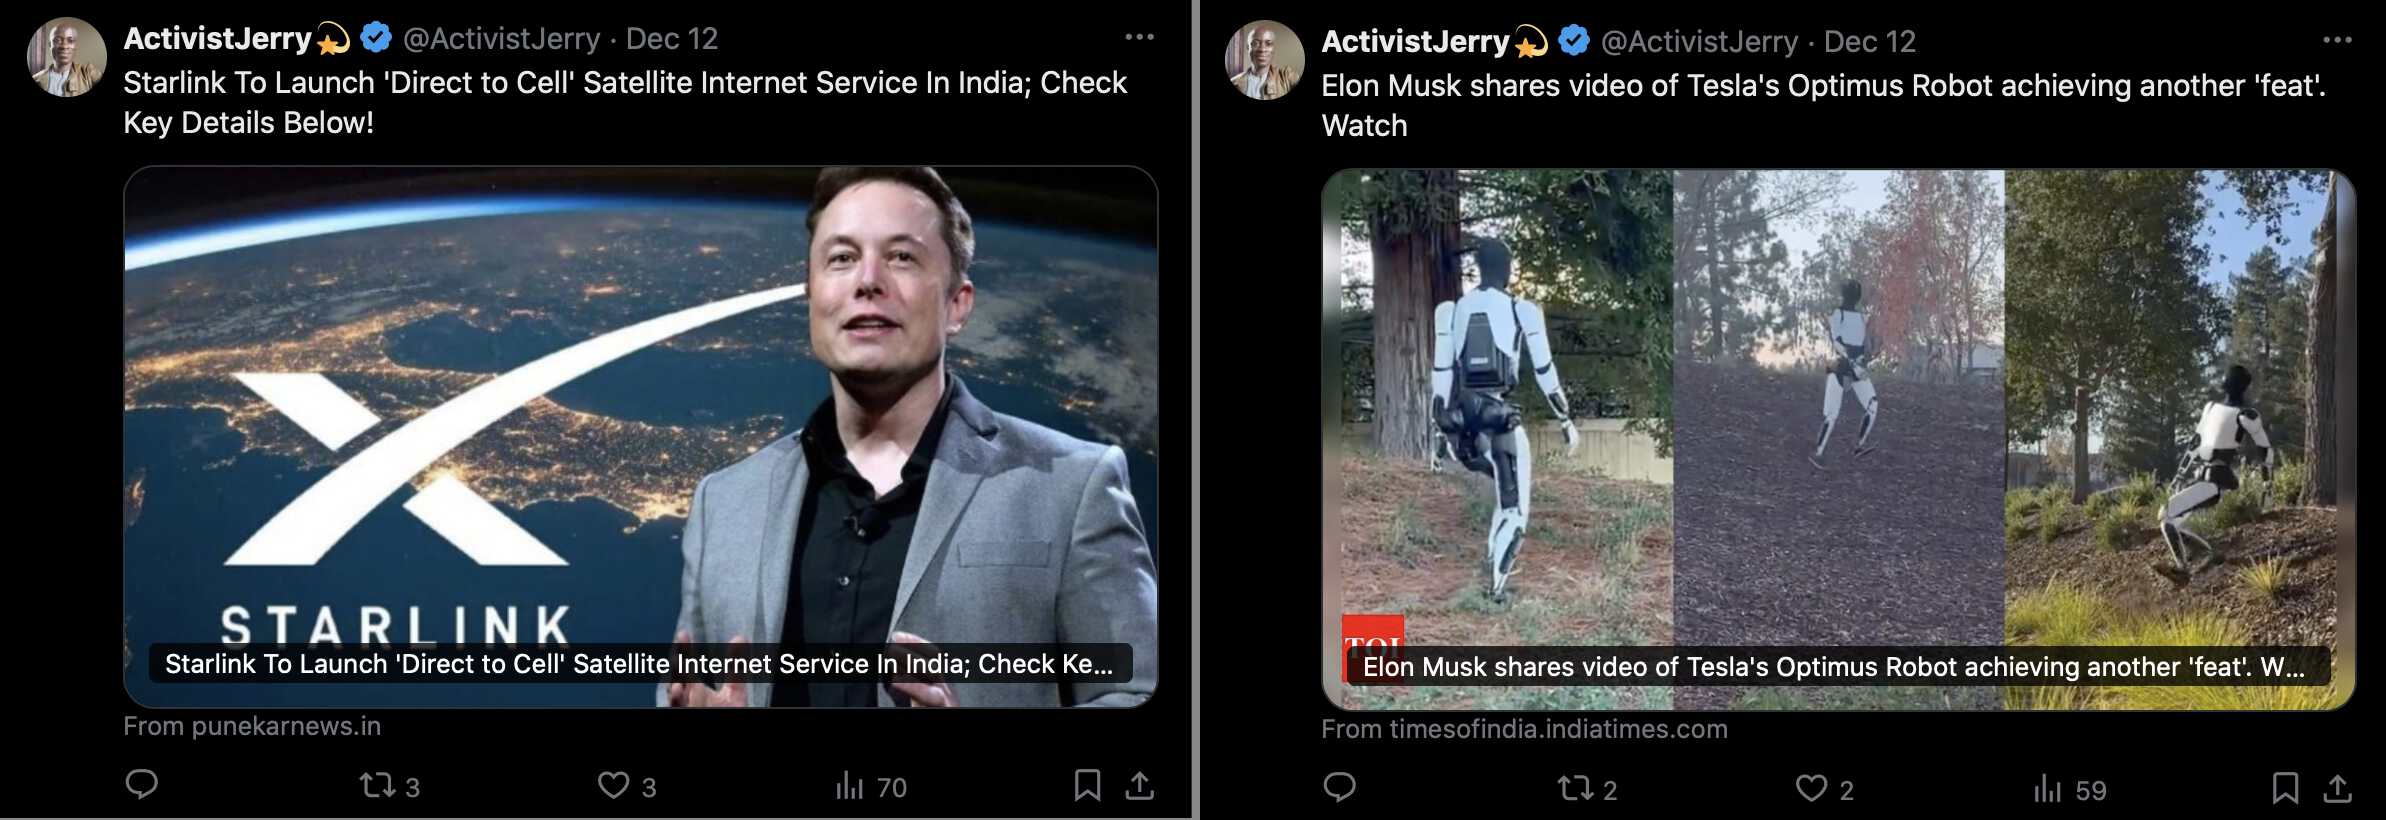 ActivistJerry💫 @ActivistJerry · Dec 12
Starlink To Launch 'Direct to Cell' Satellite Internet Service In India; Check
Key Details Below!
STARLINK
Starlink To Launch 'Direct to Cell' Satellite Internet Service In India; Check Ke...
From punekarnews.in
3
3
70
ActivistJerry💫 @ActivistJerry · Dec 12
Elon Musk shares video of Tesla's Optimus Robot achieving another 'feat'.
Watch
TOI
Elon Musk shares video of Tesla's Optimus Robot achieving another 'feat'. W...
From timesofindia.indiatimes.com
2
2
59